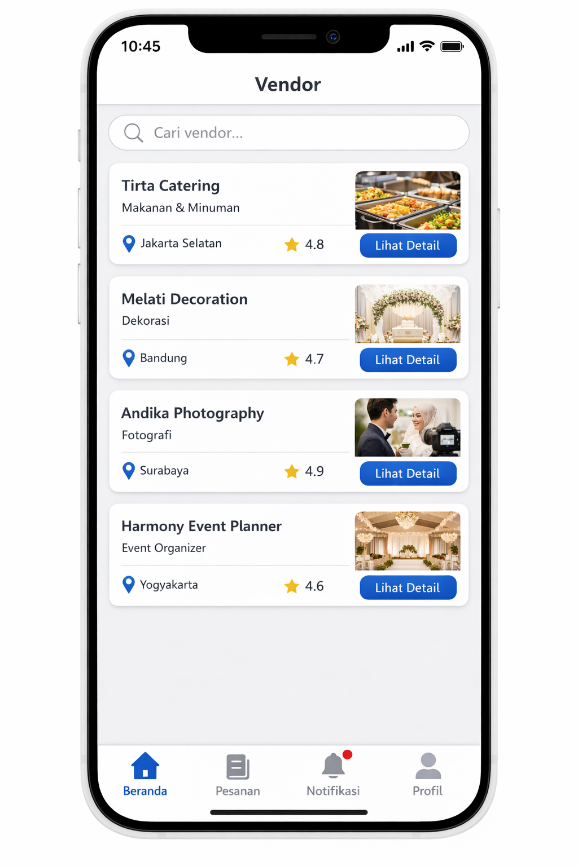 10:45
Vendor
Cari vendor...
Tirta Catering
Makanan & Minuman
Jakarta Selatan
4.8
Lihat Detail
Melati Decoration
Dekorasi
Bandung
4.7
Lihat Detail
Andika Photography
Fotografi
Surabaya
4.9
Lihat Detail
Harmony Event Planner
Event Organizer
Yogyakarta
4.6
Lihat Detail
Beranda
Pesanan
Notifikasi
Profil